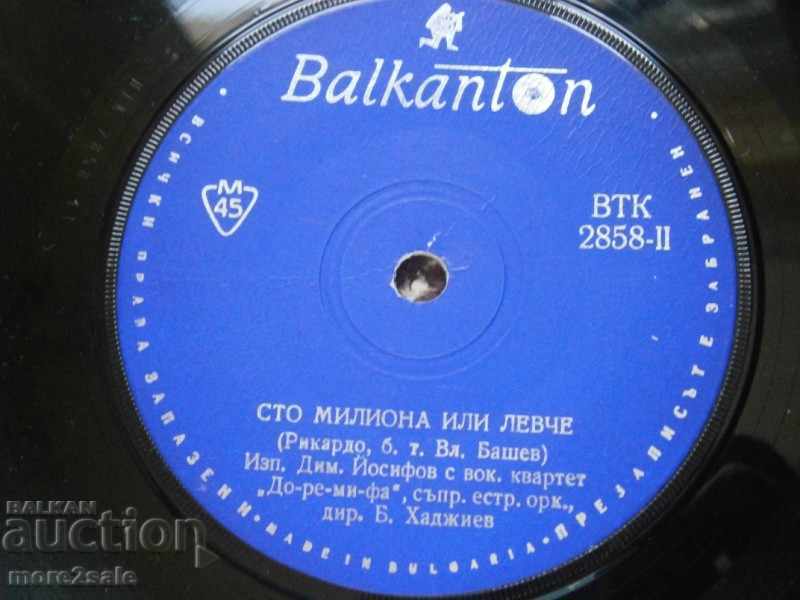 Balkanton
М
45
ВТК
2858-II
СТО МИЛИОНА ИЛИ ЛЕВЧЕ
(Рикардо, б. т. Вл. Башев)
Изп. Дим. Йосифов с вок. квартет
„До-ре-ми-фа", съпр. естр. орк.,
дир. Б. Хаджиев
• ВСИЧКИ ПРАВА ЗАПАЗЕНИ • MADE IN BULGARIA • ПРЕЗАПИСЪТ Е ЗАБРАНЕН •
BALKAN
auction
more2sale